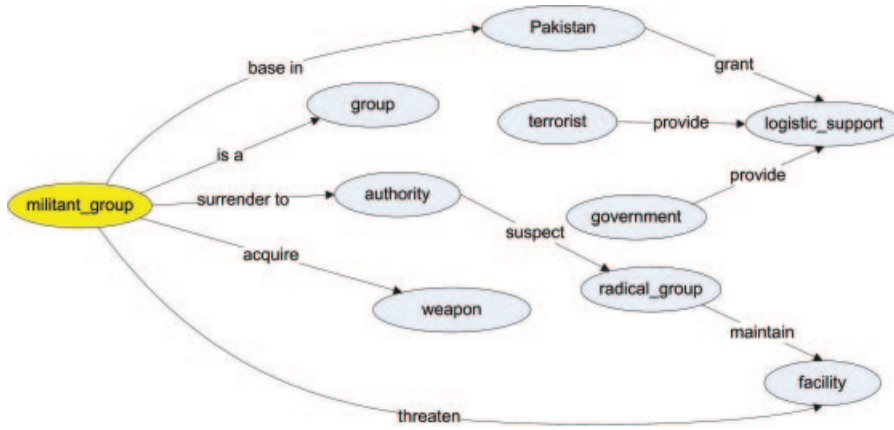 Pakistan
base in
grant
group
terrorist
provide
logistic_support
is a
provide
militant_group
surrender to
authority
government
suspect
acquire
radical_group
weapon
maintain
facility
threaten